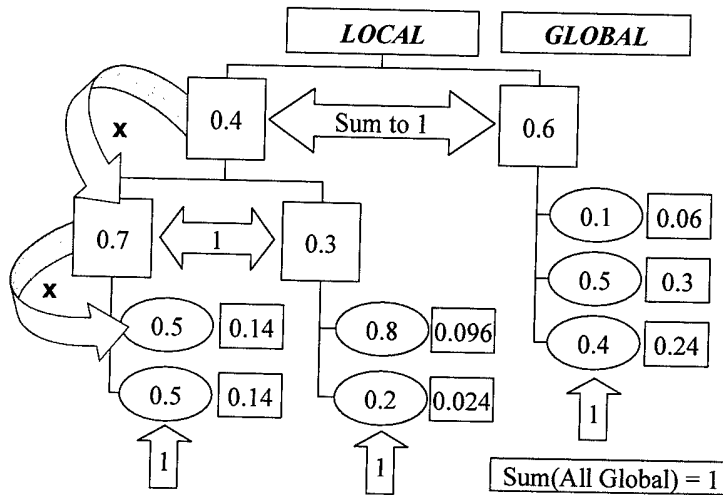 LOCAL GLOBAL
0.4 Sum to 1 0.6
x
0.7 1 0.3
0.1 0.06
x
0.5 0.3
0.5 0.14 0.8 0.096 0.4 0.24
0.5 0.14 0.2 0.024
1
1 1
Sum(All Global) = 1